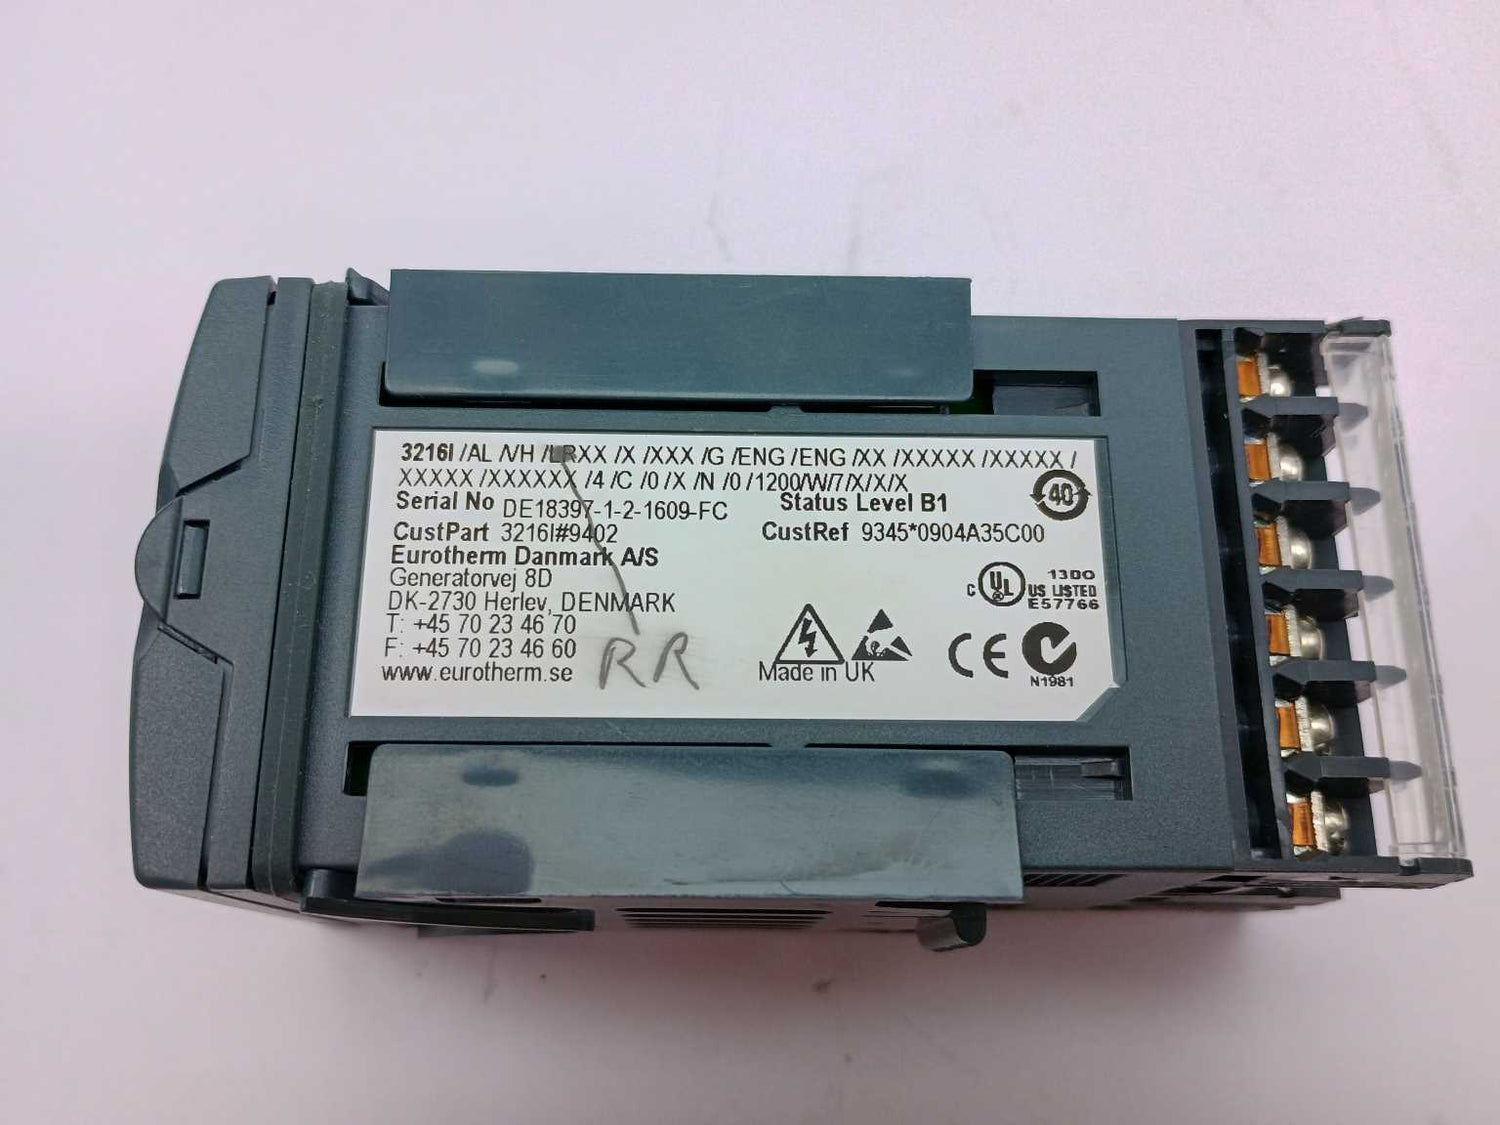 3216I /AL /VH /LRXX /X /XXX /G /ENG /ENG /XX /XXXXX /XXXXX /
XXXXX /XXXXXX /4 /C /0 /X /N /0 /1200/W/7/X/X/X
Serial No DE18397-1-2-1609-FC Status Level B1
40
CustPart 3216I#9402 CustRef 9345*0904A35C00
Eurotherm Danmark A/S
Generatorvej 8D
DK-2730 Herlev, DENMARK
T: +45 70 23 46 70
F: +45 70 23 46 60
www.eurotherm.se
RR
Made in UK
C UL US LISTED
13DO
E57766
CE
N1981